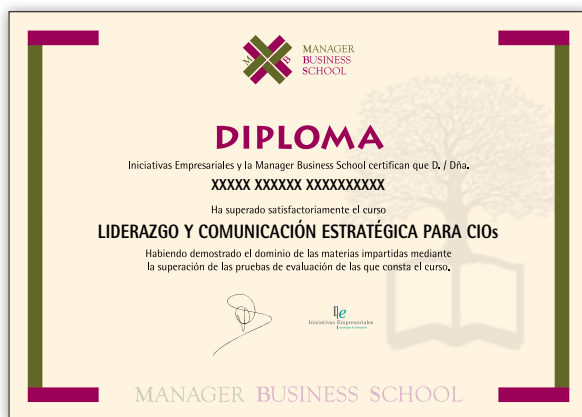 M B
MANAGER
BUSINESS
SCHOOL
DIPLOMA
Iniciativas Empresariales y la Manager Business School certifican que D. / Dña.
XXXXX XXXXXX XXXXXXXXXX
Ha superado satisfactoriamente el curso
LIDERAZGO Y COMUNICACIÓN ESTRATÉGICA PARA CIOs
Habiendo demostrado el dominio de las materias impartidas mediante
la superación de las pruebas de evaluación de las que consta el curso.
Iniciativas Empresariales
MANAGER BUSINESS SCHOOL